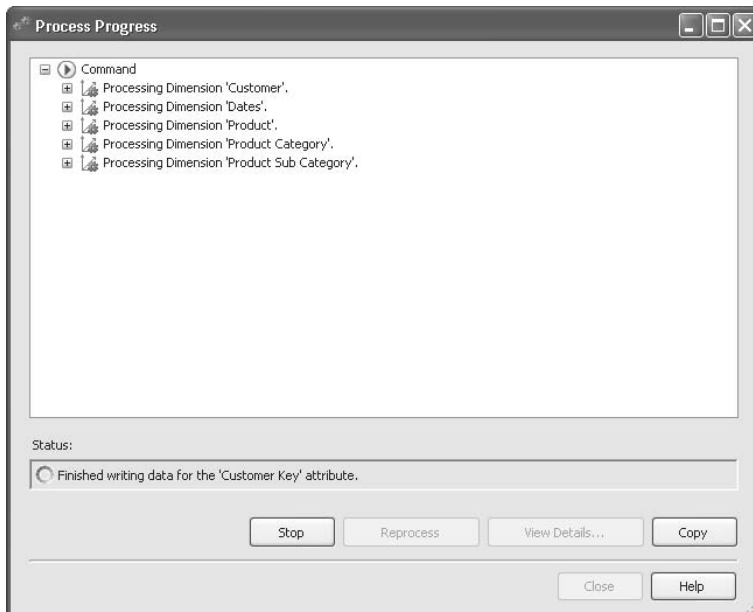 Process Progress
Command
Processing Dimension 'Customer'.
Processing Dimension 'Dates'.
Processing Dimension 'Product'.
Processing Dimension 'Product Category'.
Processing Dimension 'Product Sub Category'.
Status:
Finished writing data for the 'Customer Key' attribute.
Stop Reprocess View Details... Copy
Close Help